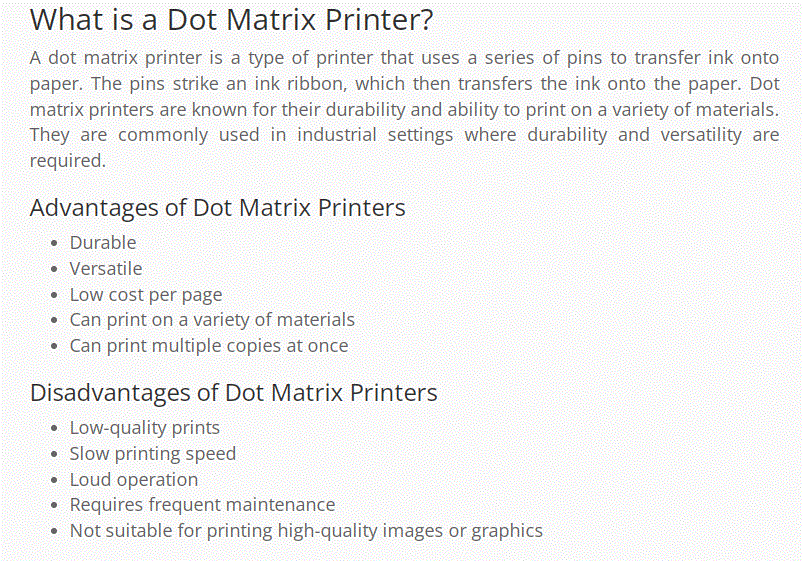 What is a Dot Matrix Printer?
A dot matrix printer is a type of printer that uses a series of pins to transfer ink onto
paper. The pins strike an ink ribbon, which then transfers the ink onto the paper. Dot
matrix printers are known for their durability and ability to print on a variety of materials.
They are commonly used in industrial settings where durability and versatility are
required.
Advantages of Dot Matrix Printers
• Durable
• Versatile
• Low cost per page
• Can print on a variety of materials
• Can print multiple copies at once
Disadvantages of Dot Matrix Printers
• Low-quality prints
• Slow printing speed
• Loud operation
• Requires frequent maintenance
• Not suitable for printing high-quality images or graphics